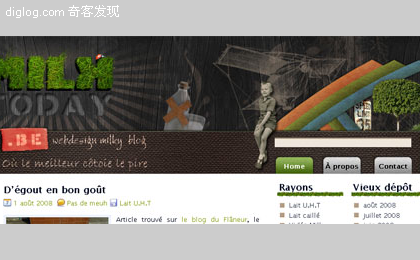 diglog.com 奇客发现
MILK
TODAY
.BE webdesign milky blog
Où le meilleur côtoie le pire
Home À propos Contact
D'égout en bon goût
1 août 2008 Pas de meuh Lait U.H.T
Article trouvé sur le blog du Flâneur, le
Rayons
Lait U.H.T
Lait caillé
Vieux dépôt
août 2008
juillet 2008